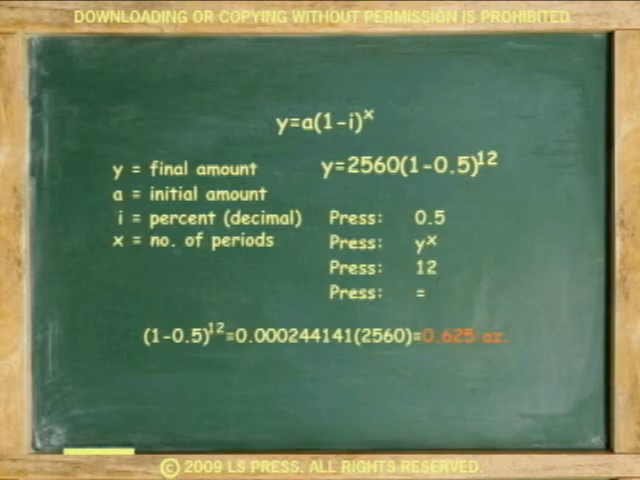 DOWNLOADING OR COPYING WITHOUT PERMISSION IS PROHIBITED.
y=a(1-i)^x
y = final amount
a = initial amount
i = percent (decimal)
x = no. of periods
y=2560(1-0.5)^12
Press: 0.5
Press: y^x
Press: 12
Press: =
(1-0.5)^12=0.000244141(2560)=0.625 oz.
© 2009 LS PRESS. ALL RIGHTS RESERVED.